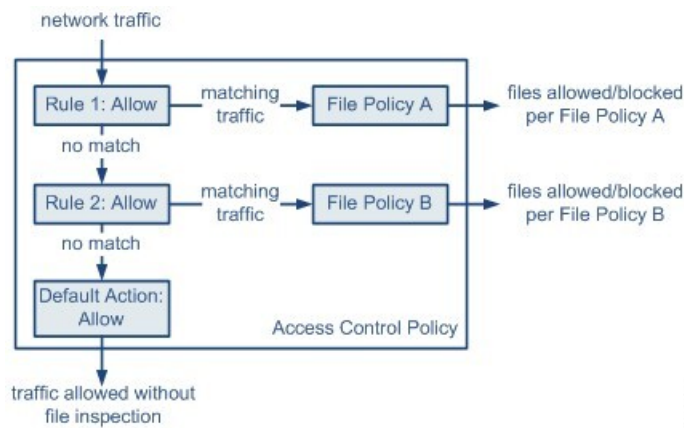 network traffic
Rule 1: Allow
matching
traffic
File Policy A
files allowed/blocked
per File Policy A
no match
Rule 2: Allow
matching
traffic
File Policy B
files allowed/blocked
per File Policy B
no match
Default Action:
Allow
Access Control Policy
traffic allowed without
file inspection